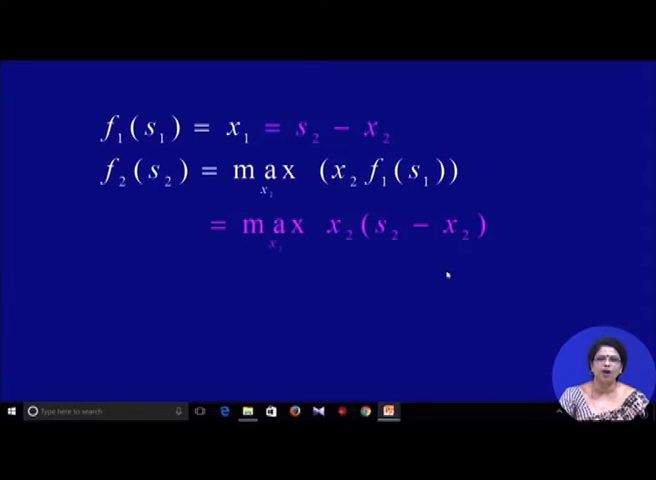 f₁(s₁) = x₁ = s₂ − x₂
f₂(s₂) = max (x₂ f₁(s₁))
x₂
= max x₂(s₂ − x₂)
Type here to search